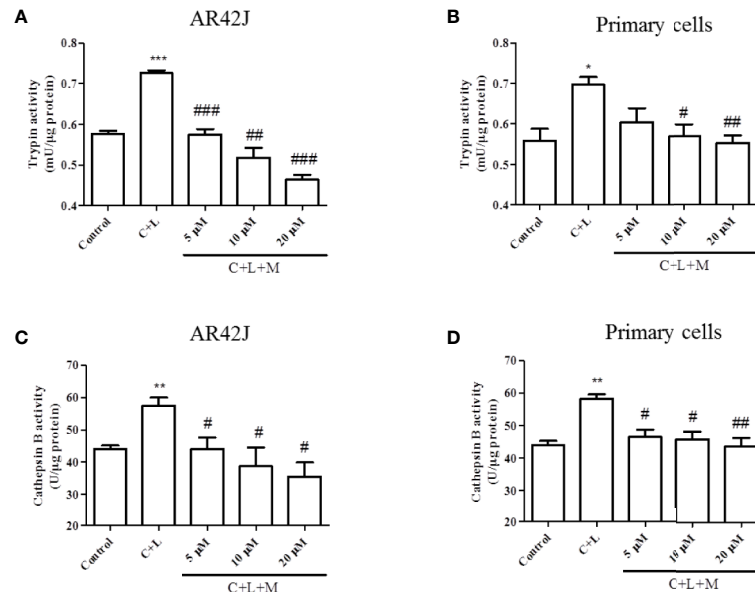 A
AR42J
Trypin activity
(mU/µg protein)
0.8
0.7
0.6
0.5
0.4
***
###
##
###
Control
C+L
5 µM
10 µM
20 µM
C+L+M
B
Primary cells
Trypin activity
(mU/µg protein)
0.8
0.7
0.6
0.5
0.4
*
#
##
Control
C+L
5 µM
10 µM
20 µM
C+L+M
C
AR42J
Cathepsin B activity
(U/µg protein)
70
60
50
40
30
20
**
#
#
#
Control
C+L
5 µM
10 µM
20 µM
C+L+M
D
Primary cells
Cathepsin B activity
(U/µg protein)
70
60
50
40
30
20
**
#
#
##
Control
C+L
5 µM
µM
20 µM
C+L+M